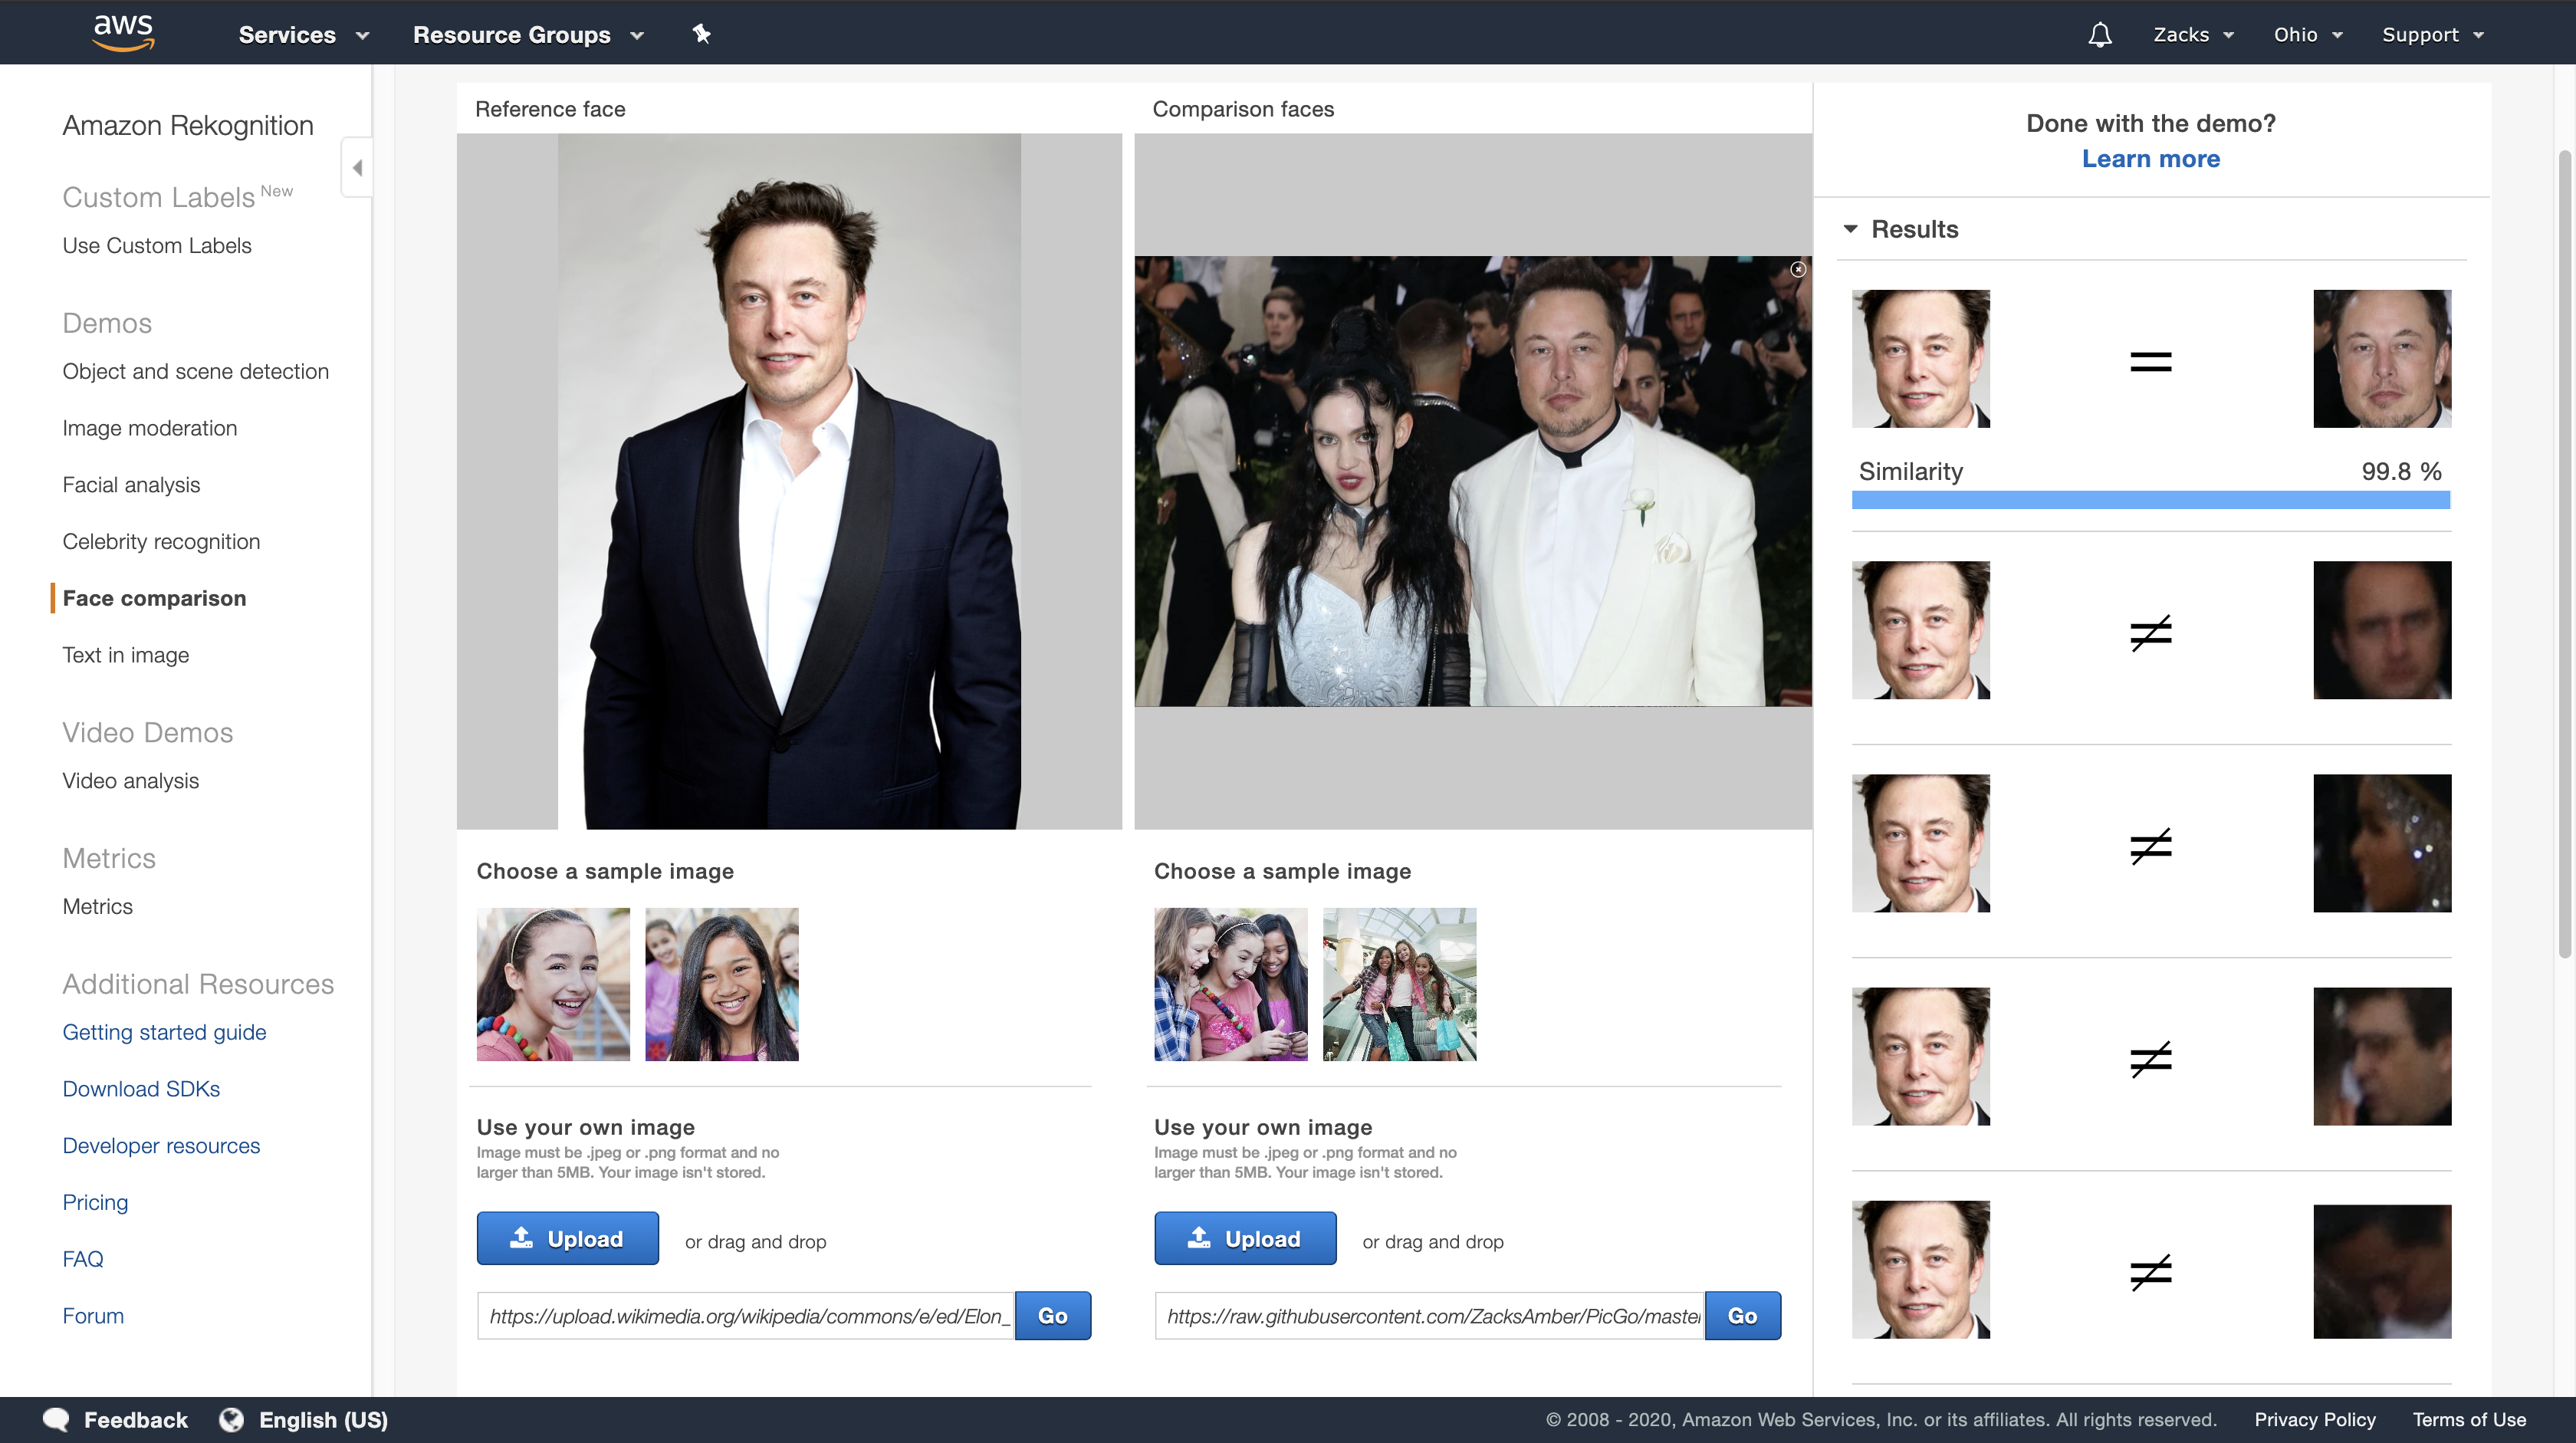 aws
Services
Resource Groups
Zacks
Ohio
Support
Amazon Rekognition
Custom Labels New
Use Custom Labels
Demos
Object and scene detection
Image moderation
Facial analysis
Celebrity recognition
Face comparison
Text in image
Video Demos
Video analysis
Metrics
Metrics
Additional Resources
Getting started guide
Download SDKs
Developer resources
Pricing
FAQ
Forum
Reference face
Choose a sample image
Use your own image
Image must be .jpeg or .png format and no
larger than 5MB. Your image isn't stored.
Upload
or drag and drop
https://upload.wikimedia.org/wikipedia/commons/e/ed/Elon_
Go
Comparison faces
Choose a sample image
Use your own image
Image must be .jpeg or .png format and no
larger than 5MB. Your image isn't stored.
Upload
or drag and drop
https://raw.githubusercontent.com/ZacksAmber/PicGo/master
Go
Done with the demo?
Learn more
Results
=
Similarity 99.8 %
≠
≠
≠
≠
Feedback
English (US)
© 2008 - 2020, Amazon Web Services, Inc. or its affiliates. All rights reserved.
Privacy Policy
Terms of Use